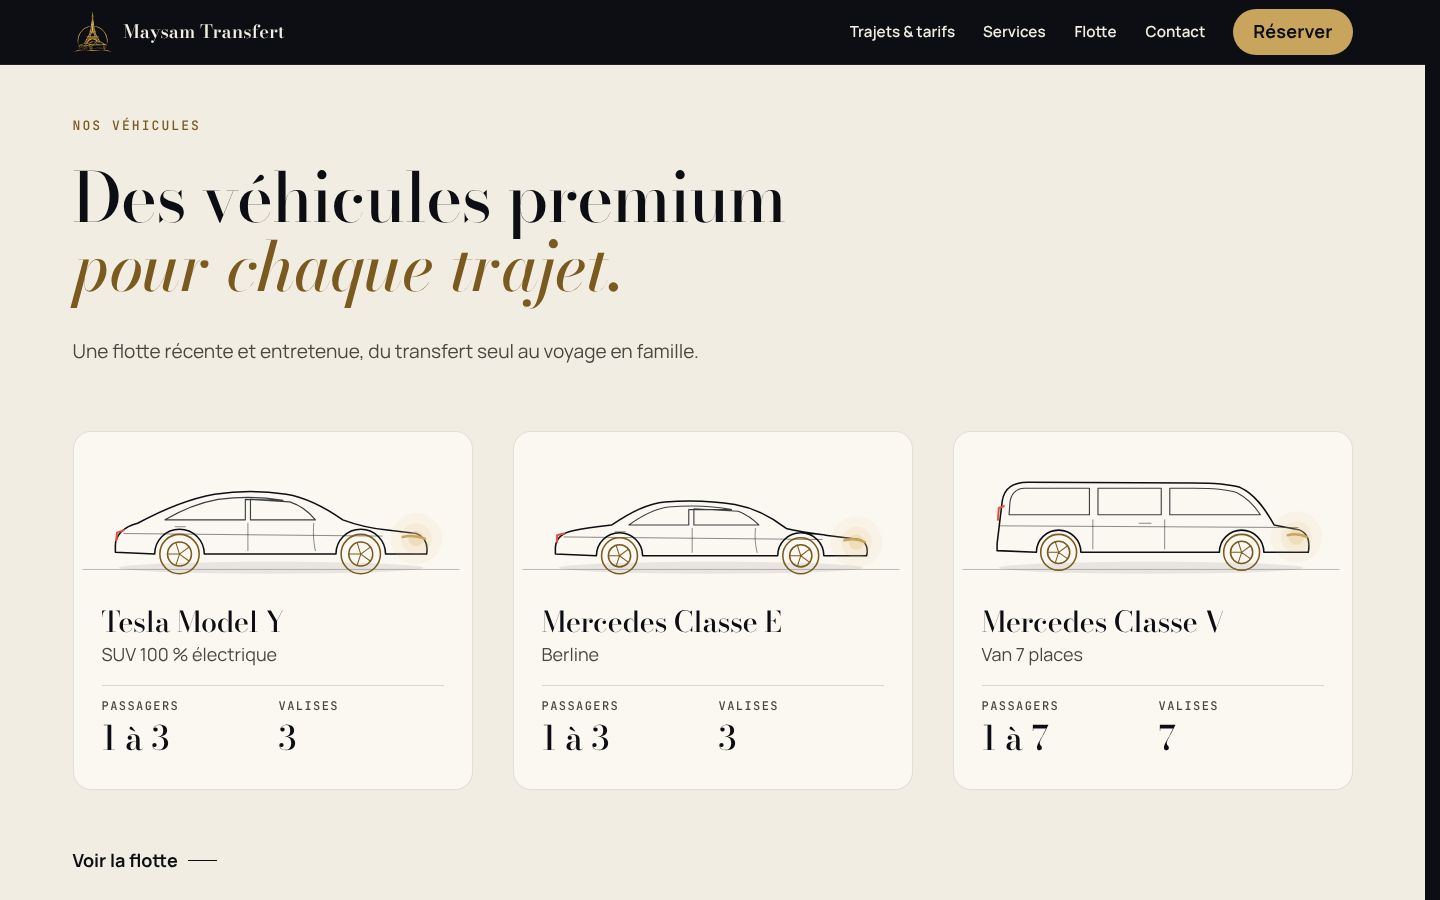 Maysam Transfert
Trajets & tarifs
Services
Flotte
Contact
Réserver
NOS VÉHICULES
Des véhicules premium
pour chaque trajet.
Une flotte récente et entretenue, du transfert seul au voyage en famille.
Tesla Model Y
SUV 100 % électrique
PASSAGERS VALISES
1 à 3 3
Mercedes Classe E
Berline
PASSAGERS VALISES
1 à 3 3
Mercedes Classe V
Van 7 places
PASSAGERS VALISES
1 à 7 7
Voir la flotte